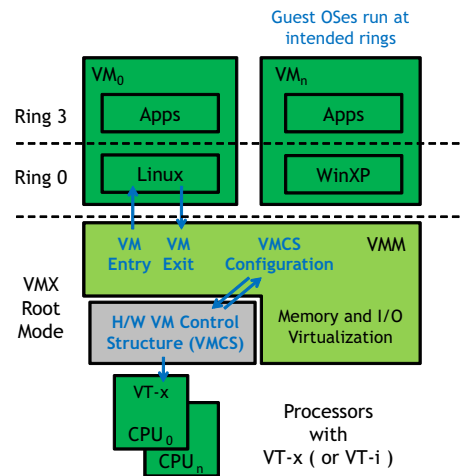 Guest OSes run at
intended rings
VM0
VMn
Ring 3
Apps
Apps
Ring 0
Linux
WinXP
VM
Entry
VM
Exit
VMCS
Configuration
VMM
VMX
Root
Mode
H/W VM Control
Structure (VMCS)
Memory and I/O
Virtualization
VT-x
CPU0
CPUn
Processors
with
VT-x ( or VT-i )